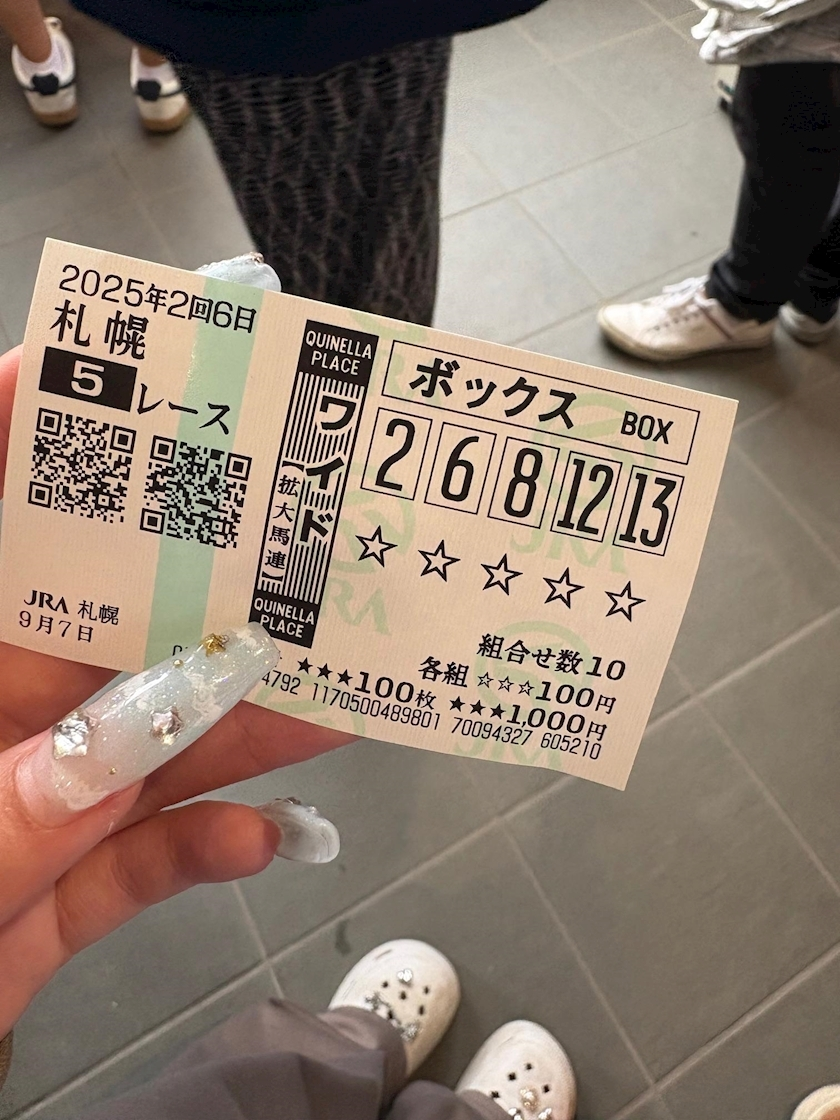 2025年2回6日
札幌
5レース
JRA 札幌
9月7日
QUINELLA
PLACE
ワイド
【拡大馬連】
QUINELLA
PLACE
ボックス BOX
2 6 8 12 13
☆ ☆ ☆ ☆ ☆
組合せ数10
各組 ☆☆☆100円
★★★100枚 ★★★1,000円
4792 1170500489801 70094327 605210